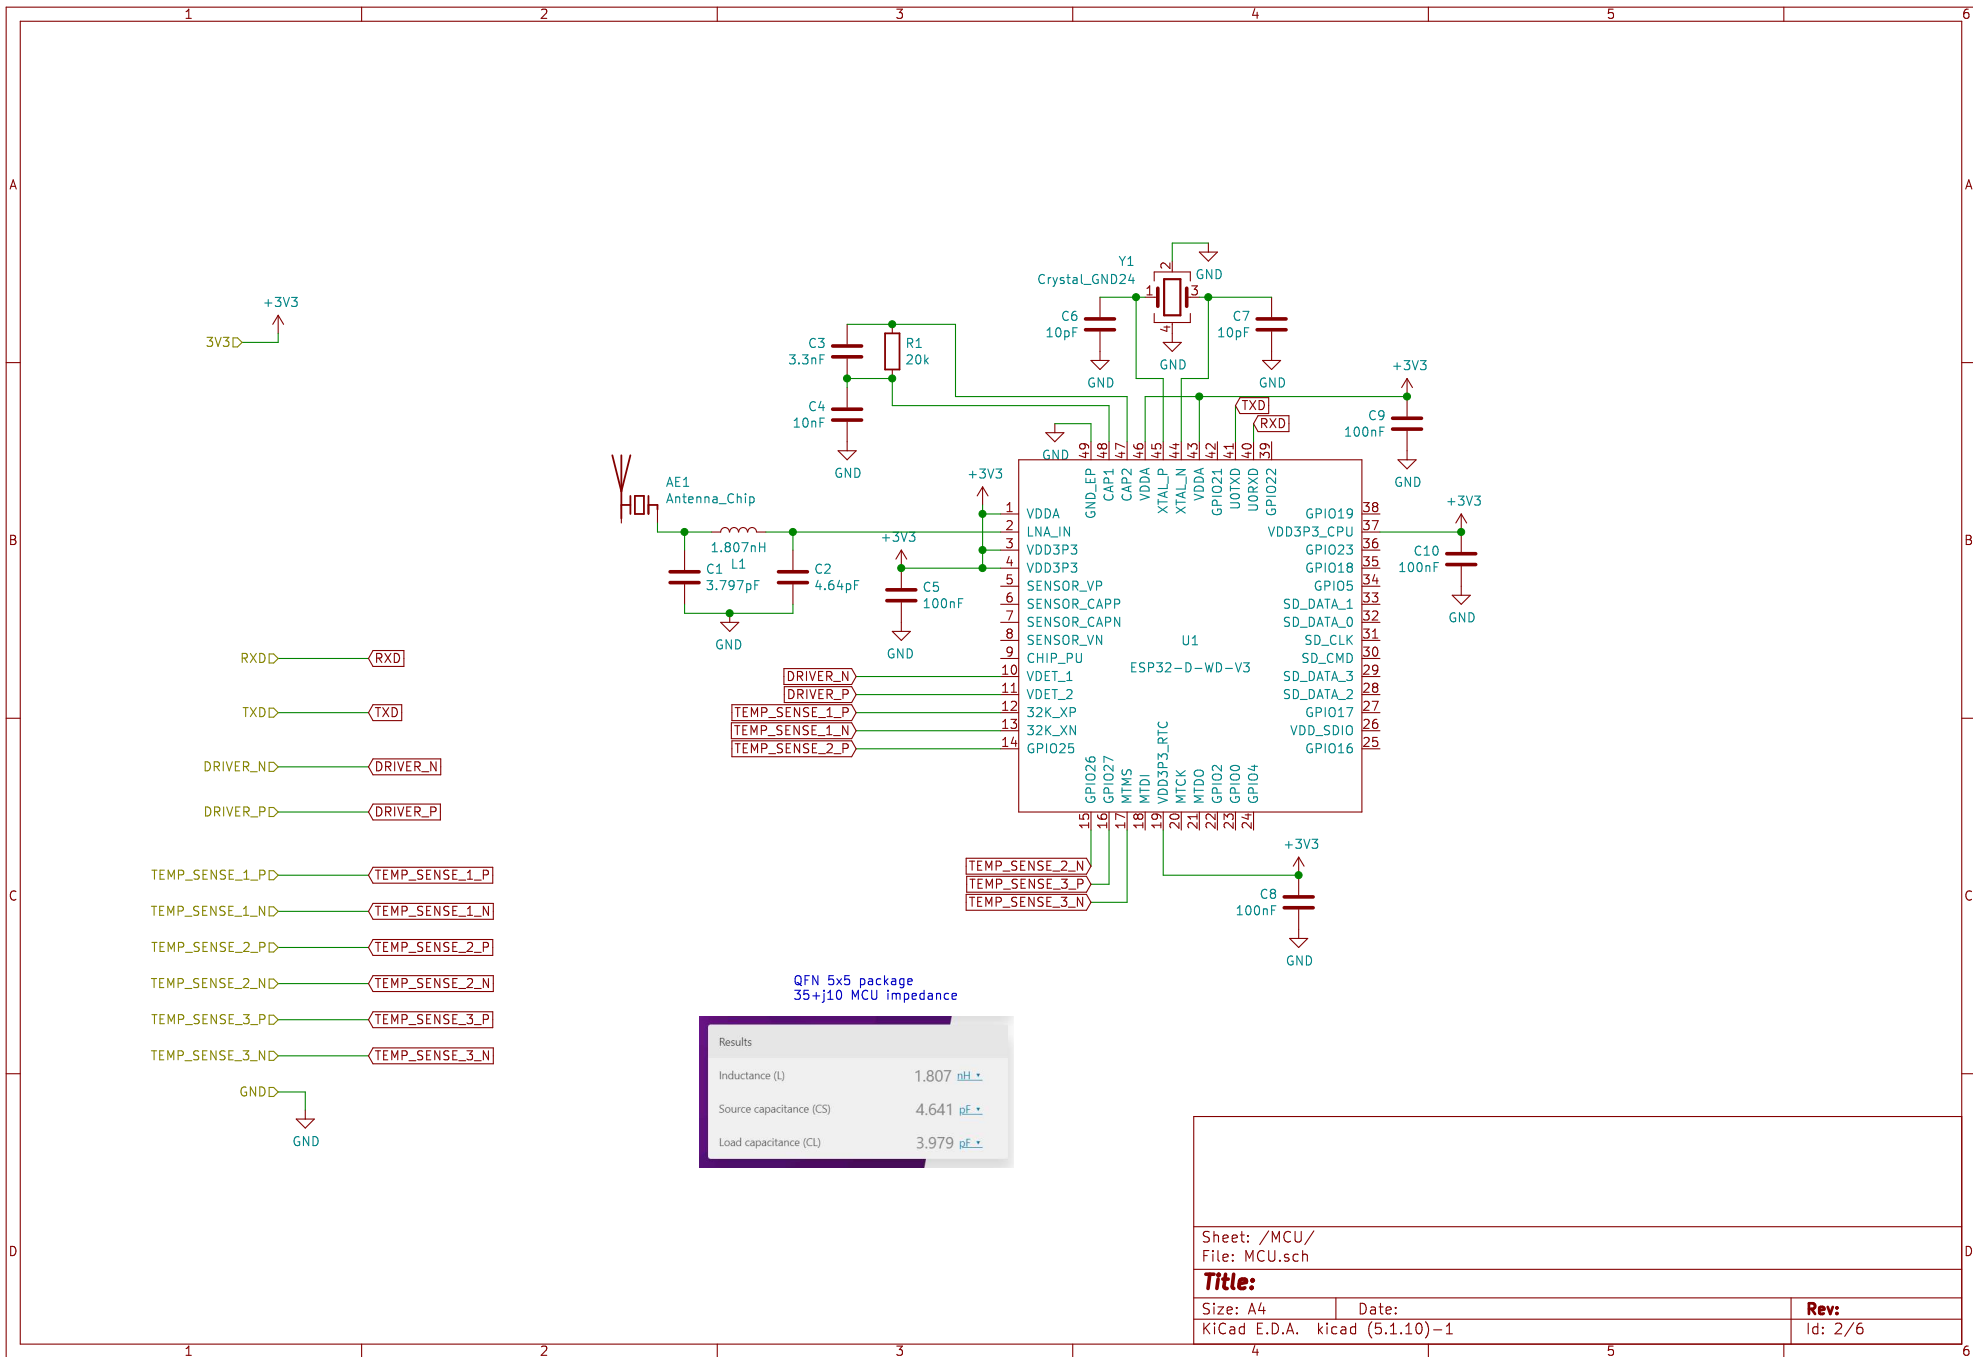 1 2 3 4 5 6
A A
B B
C C
D D
+3V3
3V3
RXD RXD
TXD TXD
DRIVER_N DRIVER_N
DRIVER_P DRIVER_P
TEMP_SENSE_1_P TEMP_SENSE_1_P
TEMP_SENSE_1_N TEMP_SENSE_1_N
TEMP_SENSE_2_P TEMP_SENSE_2_P
TEMP_SENSE_2_N TEMP_SENSE_2_N
TEMP_SENSE_3_P TEMP_SENSE_3_P
TEMP_SENSE_3_N TEMP_SENSE_3_N
GND
GND
AE1
Antenna_Chip
1.807nH
L1
C1
3.797pF
C2
4.64pF
GND
C3
3.3nF
R1
20k
C4
10nF
GND
+3V3
C5
100nF
GND
+3V3
GND
Y1
Crystal_GND24
1 2 3 4
GND
GND
C6
10pF
GND
C7
10pF
GND
TXD
RXD
+3V3
C9
100nF
GND
+3V3
C10
100nF
GND
49 48 47 46 45 44 43 42 41 40 39
GND_EP CAP1 CAP2 VDDA XTAL_P XTAL_N VDDA GPIO21 U0TXD U0RXD GPIO22
1 VDDA
2 LNA_IN
3 VDD3P3
4 VDD3P3
5 SENSOR_VP
6 SENSOR_CAPP
7 SENSOR_CAPN
8 SENSOR_VN
9 CHIP_PU
DRIVER_N 10 VDET_1
DRIVER_P 11 VDET_2
TEMP_SENSE_1_P 12 32K_XP
TEMP_SENSE_1_N 13 32K_XN
TEMP_SENSE_2_P 14 GPIO25
U1
ESP32-D-WD-V3
GPIO19 38
VDD3P3_CPU 37
GPIO23 36
GPIO18 35
GPIO5 34
SD_DATA_1 33
SD_DATA_0 32
SD_CLK 31
SD_CMD 30
SD_DATA_3 29
SD_DATA_2 28
GPIO17 27
VDD_SDIO 26
GPIO16 25
GPIO26 GPIO27 MTMS MTDI VDD3P3_RTC MTCK MTDO GPIO2 GPIO0 GPIO4
15 16 17 18 19 20 21 22 23 24
TEMP_SENSE_2_N
TEMP_SENSE_3_P
TEMP_SENSE_3_N
+3V3
C8
100nF
GND
QFN 5x5 package
35+j10 MCU impedance
Results
Inductance (L) 1.807 nH
Source capacitance (CS) 4.641 pF
Load capacitance (CL) 3.979 pF
Sheet: /MCU/
File: MCU.sch
Title:
Size: A4 Date: Rev:
KiCad E.D.A. kicad (5.1.10)-1 Id: 2/6
1 2 3 4 5 6